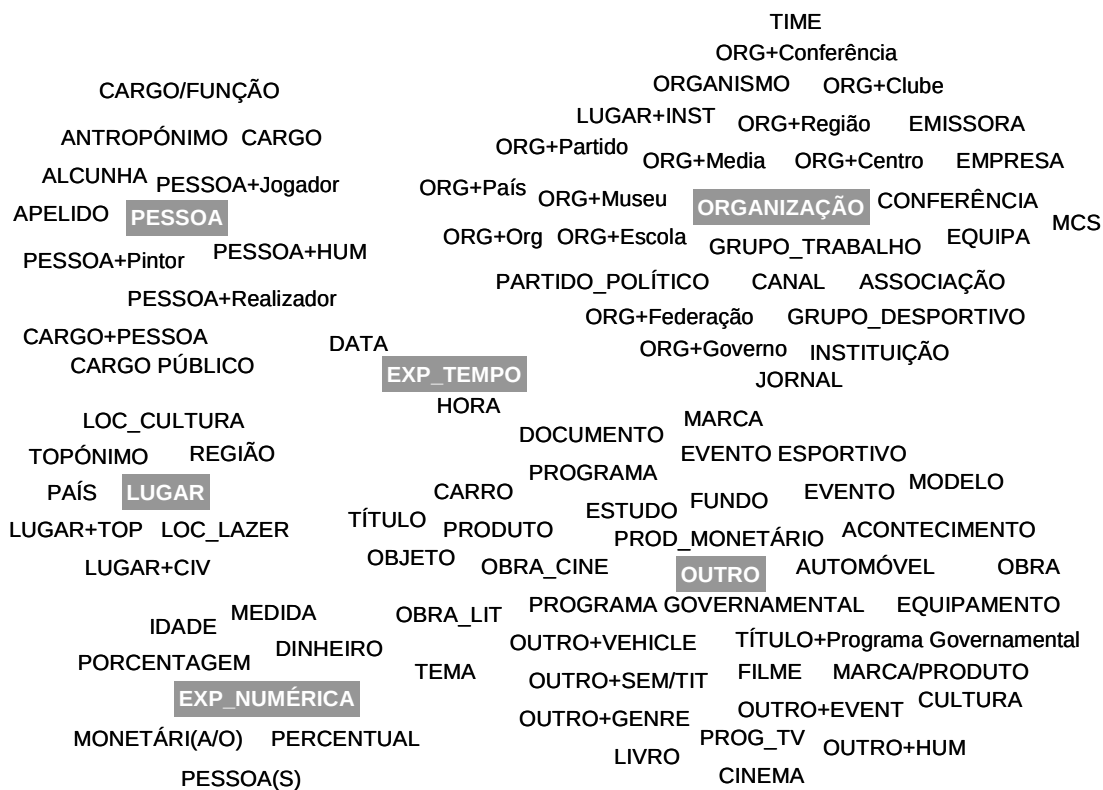 TIME
ORG+Conferência
CARGO/FUNÇÃO ORGANISMO ORG+Clube
LUGAR+INST ORG+Região EMISSORA
ANTROPÓNIMO CARGO ORG+Partido ORG+Media ORG+Centro EMPRESA
ALCUNHA PESSOA+Jogador ORG+País ORG+Museu ORGANIZAÇÃO CONFERÊNCIA
APELIDO PESSOA MCS
ORG+Org ORG+Escola GRUPO_TRABALHO EQUIPA
PESSOA+Pintor PESSOA+HUM
PARTIDO_POLÍTICO CANAL ASSOCIAÇÃO
PESSOA+Realizador ORG+Federação GRUPO_DESPORTIVO
CARGO+PESSOA DATA ORG+Governo INSTITUIÇÃO
CARGO PÚBLICO EXP_TEMPO JORNAL
HORA
LOC_CULTURA DOCUMENTO MARCA
TOPÓNIMO REGIÃO PROGRAMA EVENTO ESPORTIVO
PAÍS LUGAR CARRO ESTUDO FUNDO EVENTO MODELO
LUGAR+TOP LOC_LAZER TÍTULO PRODUTO PROD_MONETÁRIO ACONTECIMENTO
LUGAR+CIV OBJETO OBRA_CINE OUTRO AUTOMÓVEL OBRA
IDADE MEDIDA OBRA_LIT PROGRAMA GOVERNAMENTAL EQUIPAMENTO
DINHEIRO OUTRO+VEHICLE TÍTULO+Programa Governamental
PORCENTAGEM TEMA OUTRO+SEM/TIT FILME MARCA/PRODUTO
EXP_NUMÉRICA OUTRO+GENRE OUTRO+EVENT CULTURA
MONETÁRI(A/O) PERCENTUAL LIVRO PROG_TV OUTRO+HUM
PESSOA(S) CINEMA